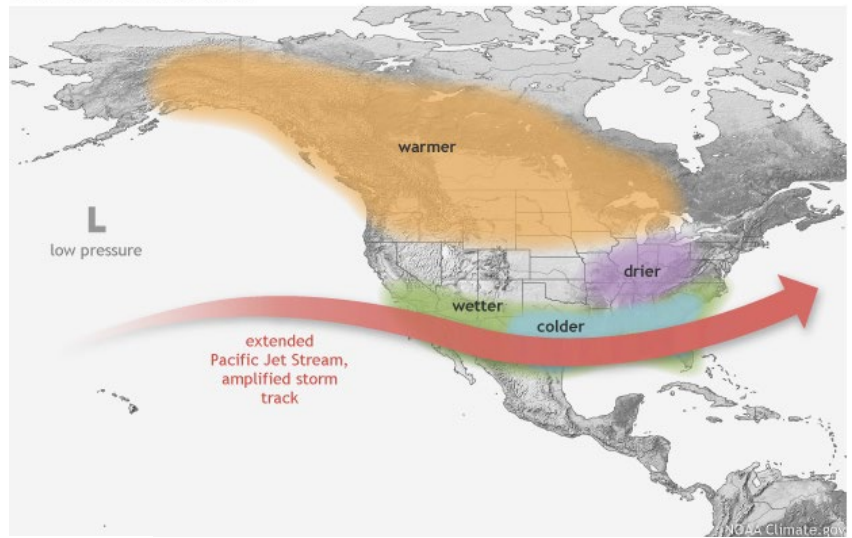 warmer
L
low pressure
drier
wetter
colder
extended
Pacific Jet Stream,
amplified storm
track
NOAA Climate.gov